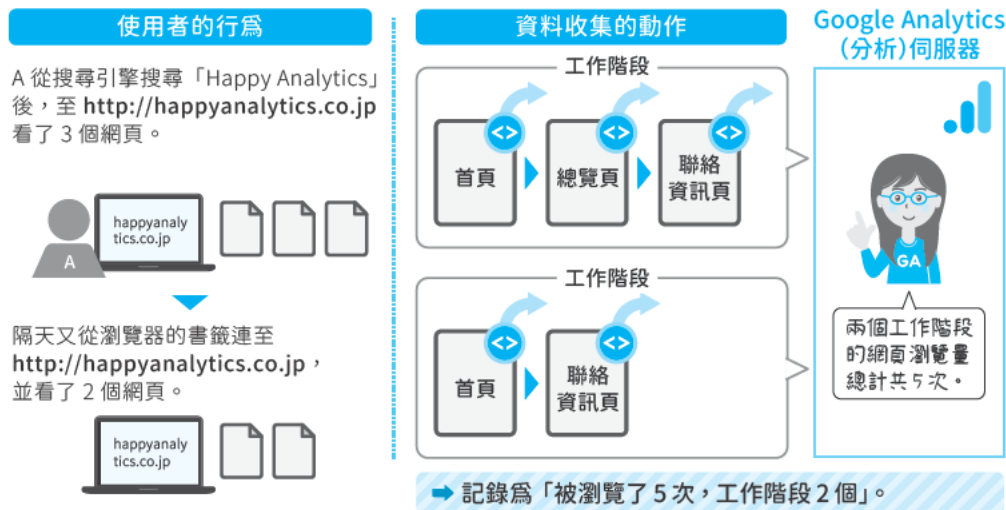 使用者的行爲
A 從搜尋引擎搜尋「Happy Analytics」
後，至 http://happyanalytics.co.jp
看了 3 個網頁。
happyanaly
tics.co.jp
A
隔天又從瀏覽器的書籤連至
http://happyanalytics.co.jp，
並看了 2 個網頁。
happyanaly
tics.co.jp
資料收集的動作
工作階段
<>
<>
<>
首頁
總覽頁
聯絡
資訊頁
工作階段
<>
<>
首頁
聯絡
資訊頁
➡ 記錄爲「被瀏覽了 5 次，工作階段 2 個」。
Google Analytics
（分析）伺服器
GA
兩個工作階段
的網頁瀏覽量
總計共5次。